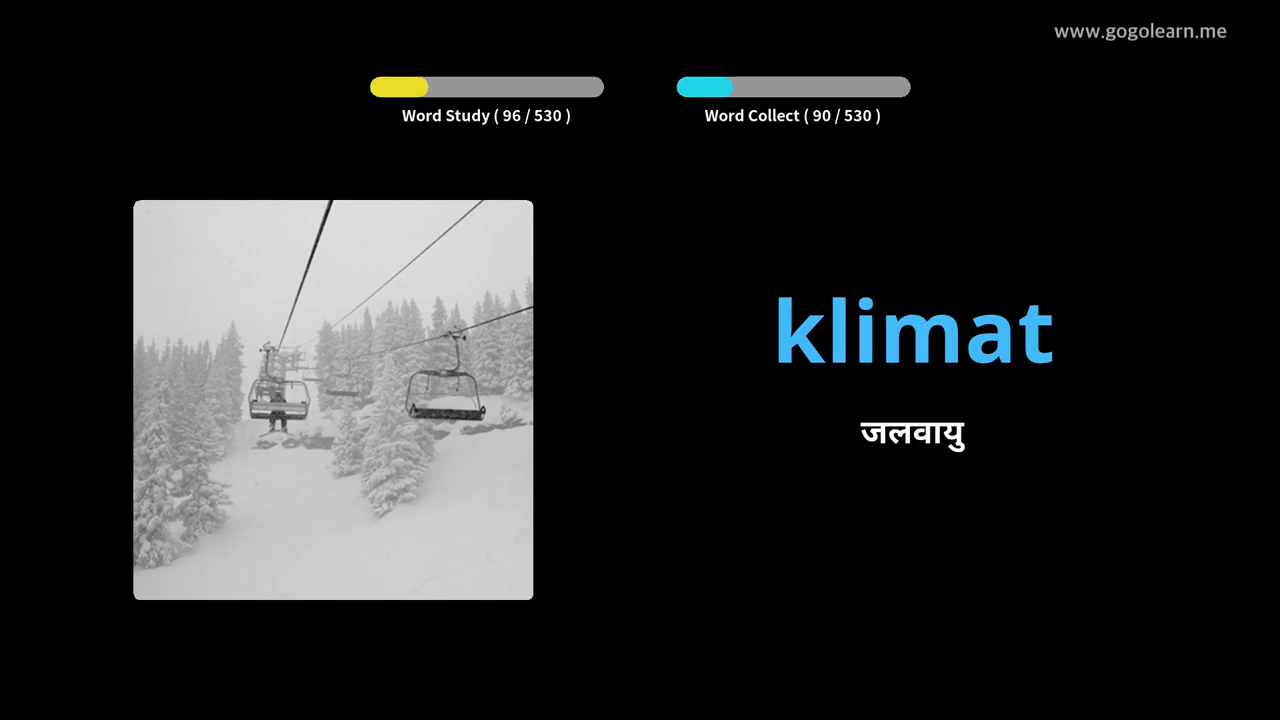 www.gogolearn.me
Word Study ( 96 / 530 )
Word Collect ( 90 / 530 )
klimat
जलवायु